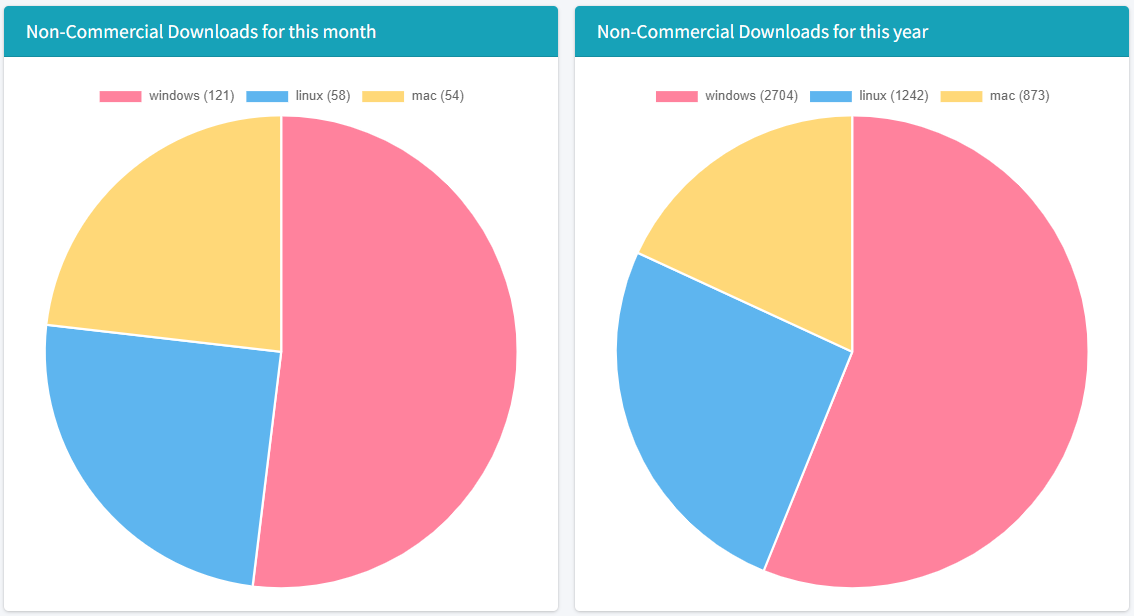 Non-Commercial Downloads for this month
windows (121) linux (58) mac (54)
Non-Commercial Downloads for this year
windows (2704) linux (1242) mac (873)